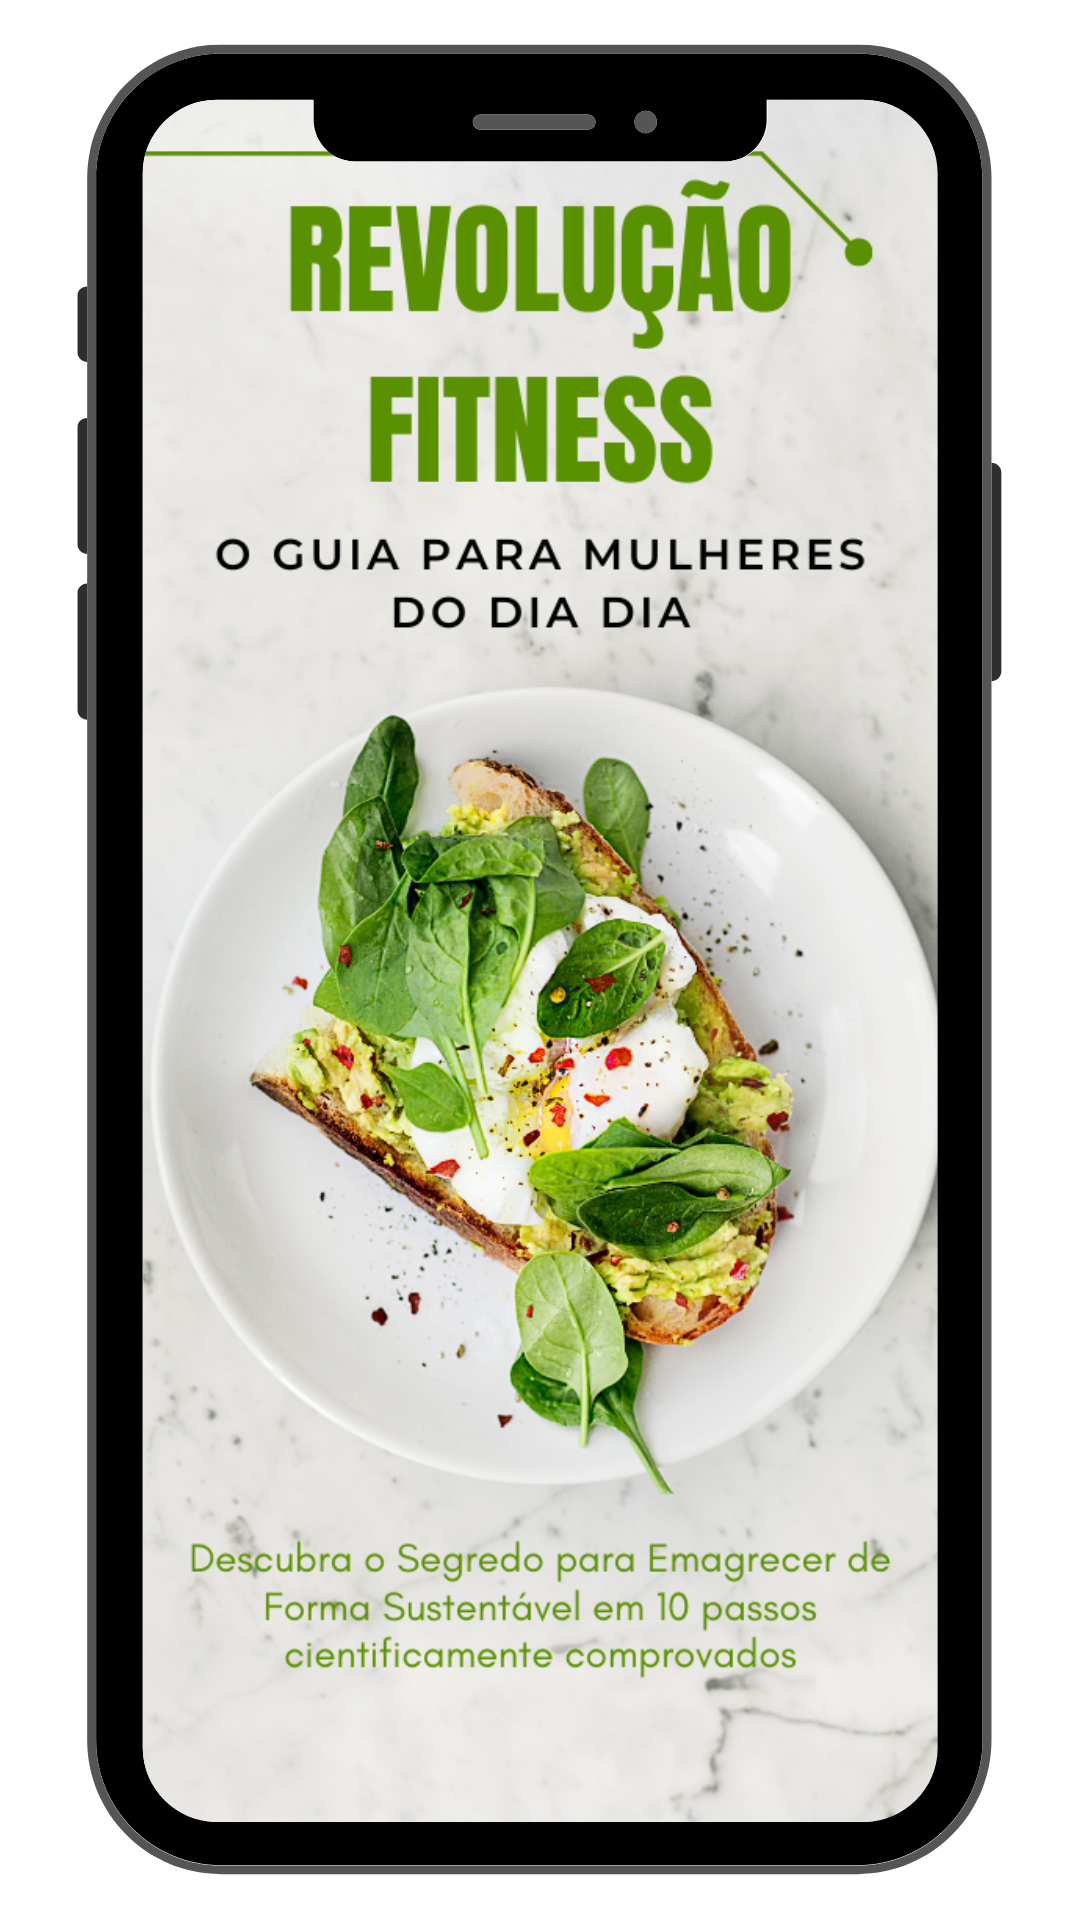 REVOLUÇÃO
FITNESS
O GUIA PARA MULHERES
DO DIA DIA
Descubra o Segredo para Emagrecer de
Forma Sustentável em 10 passos
cientificamente comprovados